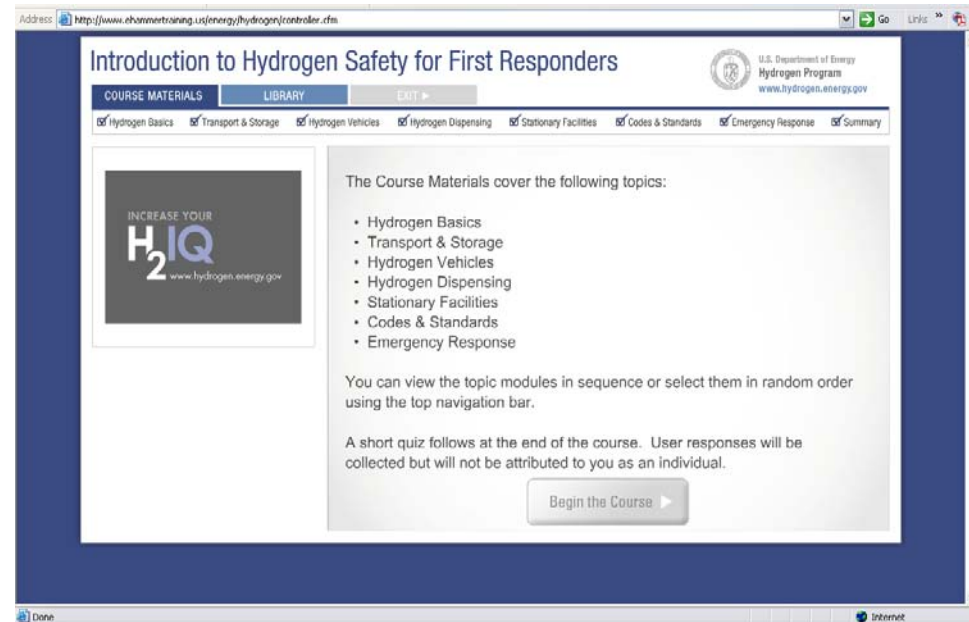 Address http://www.ehammertraining.us/energy/hydrogen/controller.cfm Go Links »
Introduction to Hydrogen Safety for First Responders
U.S. Department of Energy
Hydrogen Program
www.hydrogen.energy.gov
COURSE MATERIALS LIBRARY EXIT
Hydrogen Basics Transport & Storage Hydrogen Vehicles Hydrogen Dispensing Stationary Facilities Codes & Standards Emergency Response Summary
INCREASE YOUR
H2IQ
www.hydrogen.energy.gov
The Course Materials cover the following topics:
• Hydrogen Basics
• Transport & Storage
• Hydrogen Vehicles
• Hydrogen Dispensing
• Stationary Facilities
• Codes & Standards
• Emergency Response
You can view the topic modules in sequence or select them in random order
using the top navigation bar.
A short quiz follows at the end of the course. User responses will be
collected but will not be attributed to you as an individual.
Begin the Course
Done Internet